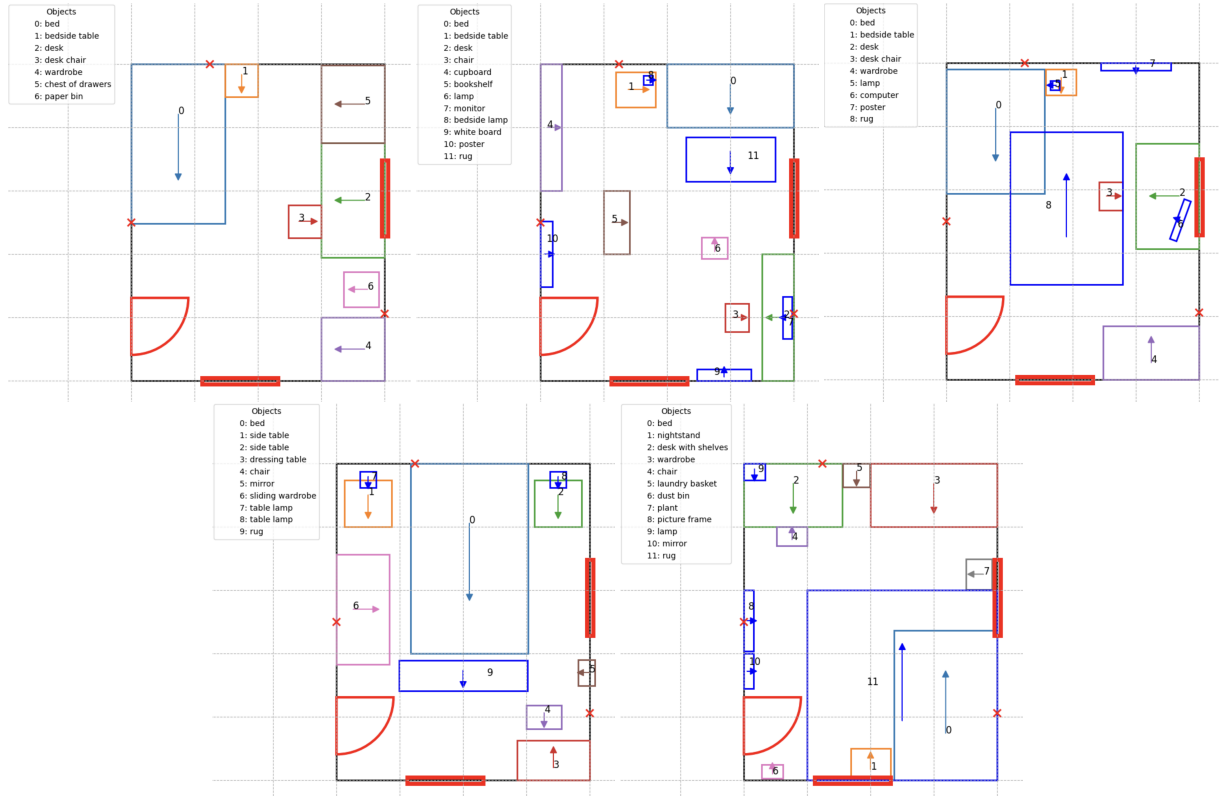 Objects
0: bed
1: bedside table
2: desk
3: desk chair
4: wardrobe
5: chest of drawers
6: paper bin
1
0
5
2
3
6
4
Objects
0: bed
1: bedside table
2: desk
3: chair
4: cupboard
5: bookshelf
6: lamp
7: monitor
8: bedside lamp
9: white board
10: poster
11: rug
8
0
1
4
11
5
10
6
3
2
7
9
Objects
0: bed
1: bedside table
2: desk
3: desk chair
4: wardrobe
5: lamp
6: computer
7: poster
8: rug
7
1
5
0
3
2
8
6
4
Objects
0: bed
1: side table
2: side table
3: dressing table
4: chair
5: mirror
6: sliding wardrobe
7: table lamp
8: table lamp
9: rug
7
8
1
2
0
6
9
5
4
3
Objects
0: bed
1: nightstand
2: desk with shelves
3: wardrobe
4: chair
5: laundry basket
6: dust bin
7: plant
8: picture frame
9: lamp
10: mirror
11: rug
9
5
2
3
4
7
8
10
11
0
1
6